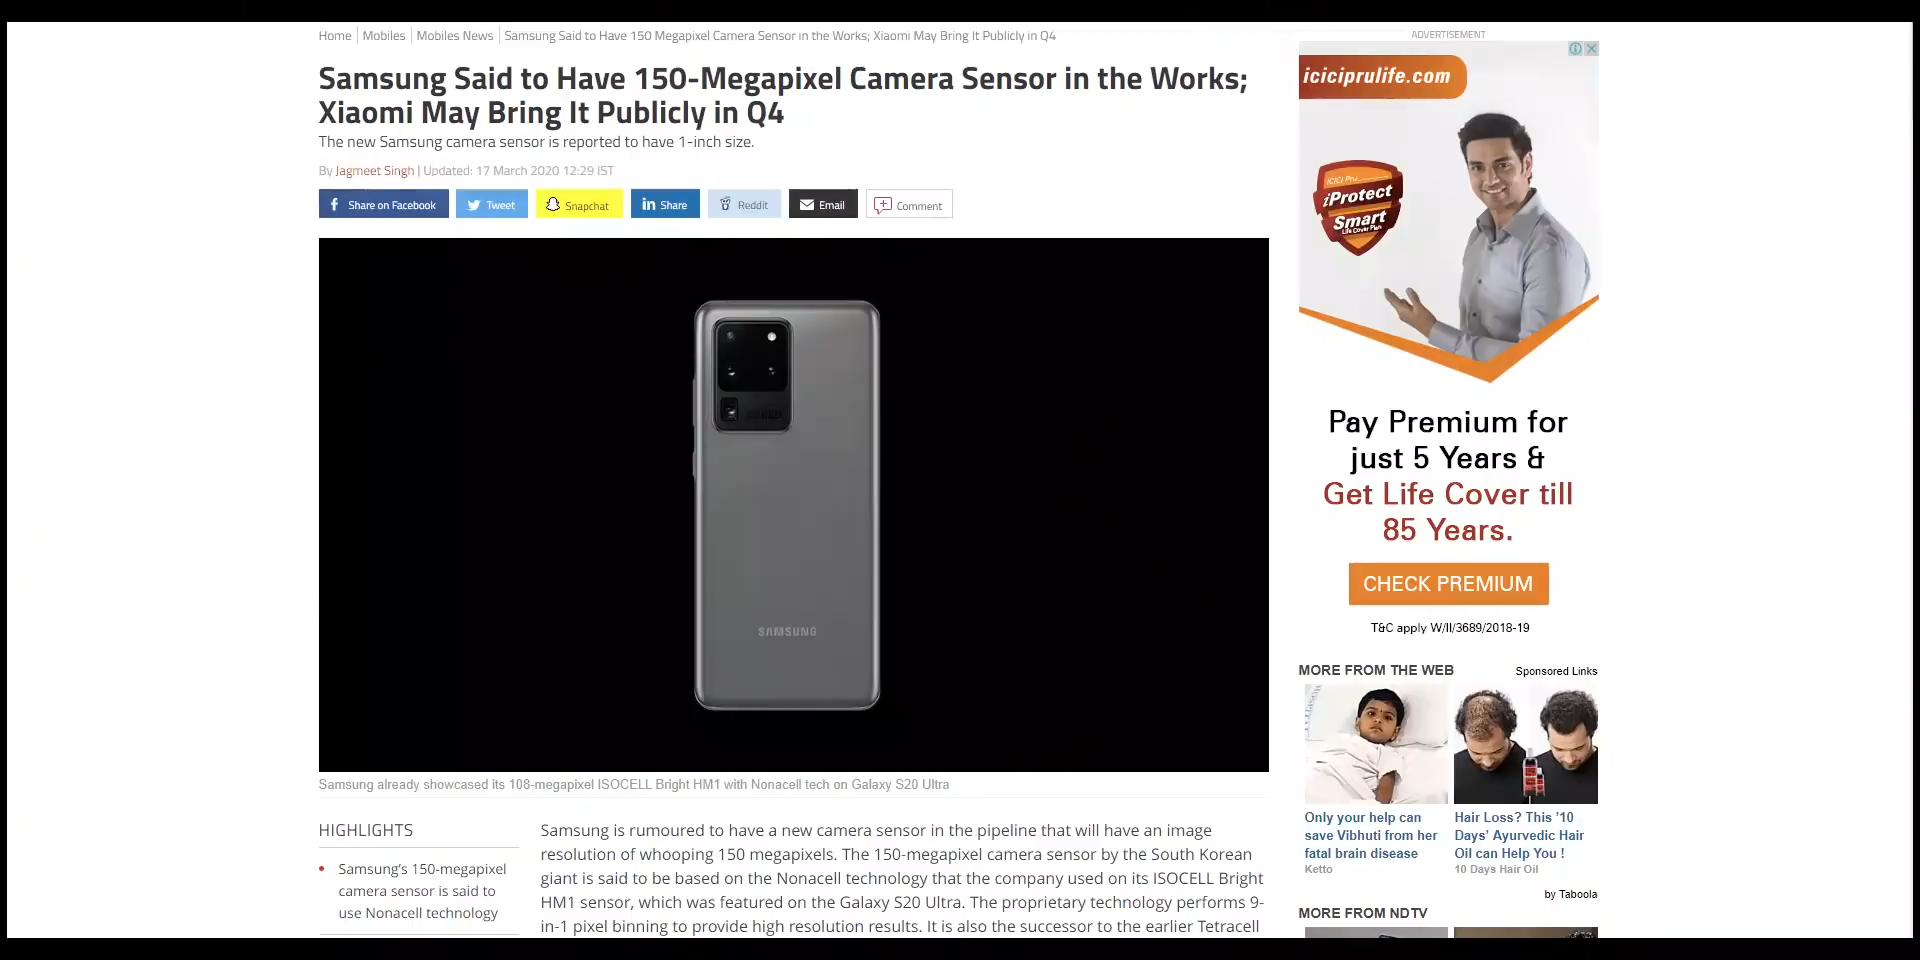 Home | Mobiles | Mobiles News | Samsung Said to Have 150 Megapixel Camera Sensor in the Works; Xiaomi May Bring It Publicly in Q4
Samsung Said to Have 150-Megapixel Camera Sensor in the Works;
Xiaomi May Bring It Publicly in Q4
The new Samsung camera sensor is reported to have 1-inch size.
By Jagmeet Singh | Updated: 17 March 2020 12:29 IST
Share on Facebook
Tweet
Snapchat
Share
Reddit
Email
Comment
SAMSUNG
Samsung already showcased its 108-megapixel ISOCELL Bright HM1 with Nonacell tech on Galaxy S20 Ultra
HIGHLIGHTS
Samsung's 150-megapixel
camera sensor is said to
use Nonacell technology
Samsung is rumoured to have a new camera sensor in the pipeline that will have an image
resolution of whooping 150 megapixels. The 150-megapixel camera sensor by the South Korean
giant is said to be based on the Nonacell technology that the company used on its ISOCELL Bright
HM1 sensor, which was featured on the Galaxy S20 Ultra. The proprietary technology performs 9-
in-1 pixel binning to provide high resolution results. It is also the successor to the earlier Tetracell
ADVERTISEMENT
iciciprulife.com
ICICI Pru
iProtect
Smart
Life Cover Plan
Pay Premium for
just 5 Years &
Get Life Cover till
85 Years.
CHECK PREMIUM
T&C apply W/II/3689/2018-19
MORE FROM THE WEB
Sponsored Links
Only your help can
save Vibhuti from her
fatal brain disease
Ketto
Hair Loss? This '10
Days' Ayurvedic Hair
Oil can Help You !
10 Days Hair Oil
by Taboola
MORE FROM NDTV